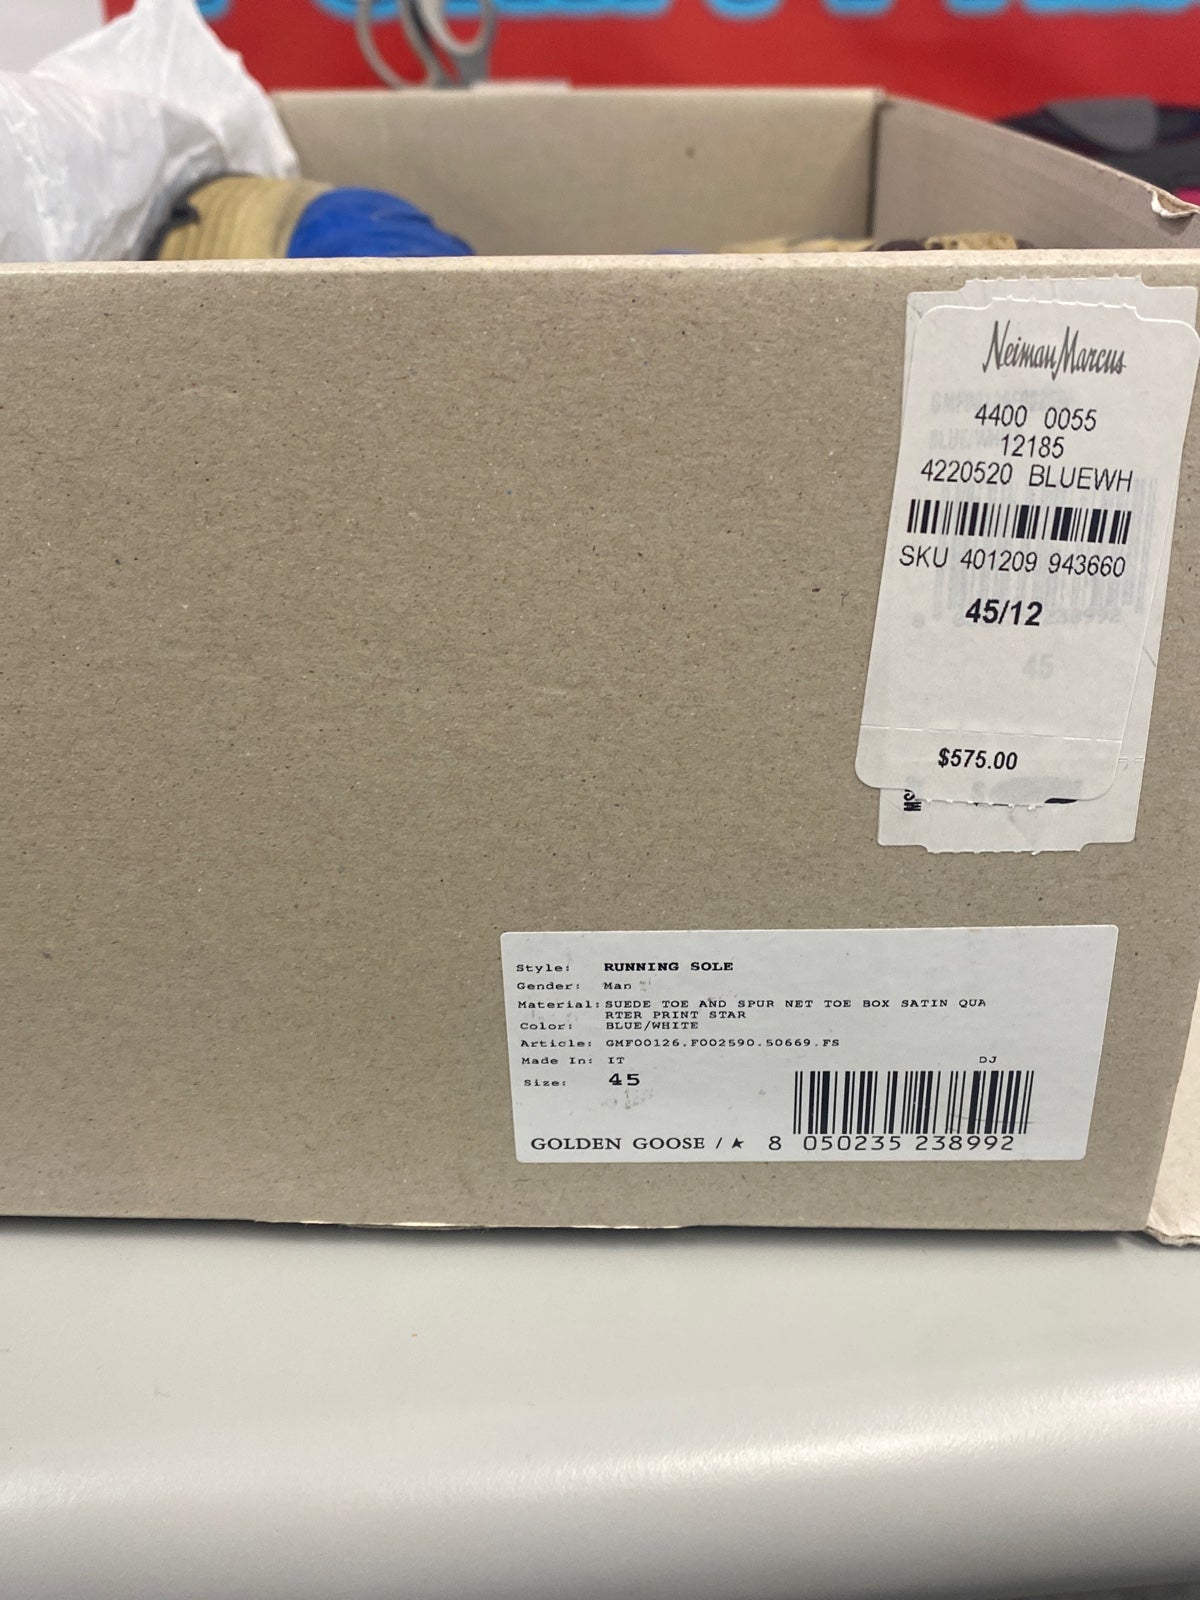 Neiman Marcus
4400 0055
12185
4220520 BLUEWH
SKU 401209 943660
45/12
45
$575.00
Style: RUNNING SOLE
Gender: Man
Material: SUEDE TOE AND SPUR NET TOE BOX SATIN QUA
RTER PRINT STAR
Color: BLUE/WHITE
Article: GMF00126.F002590.50669.FS
Made In: IT
DJ
Size: 45
GOLDEN GOOSE / ★ 8 050235 238992